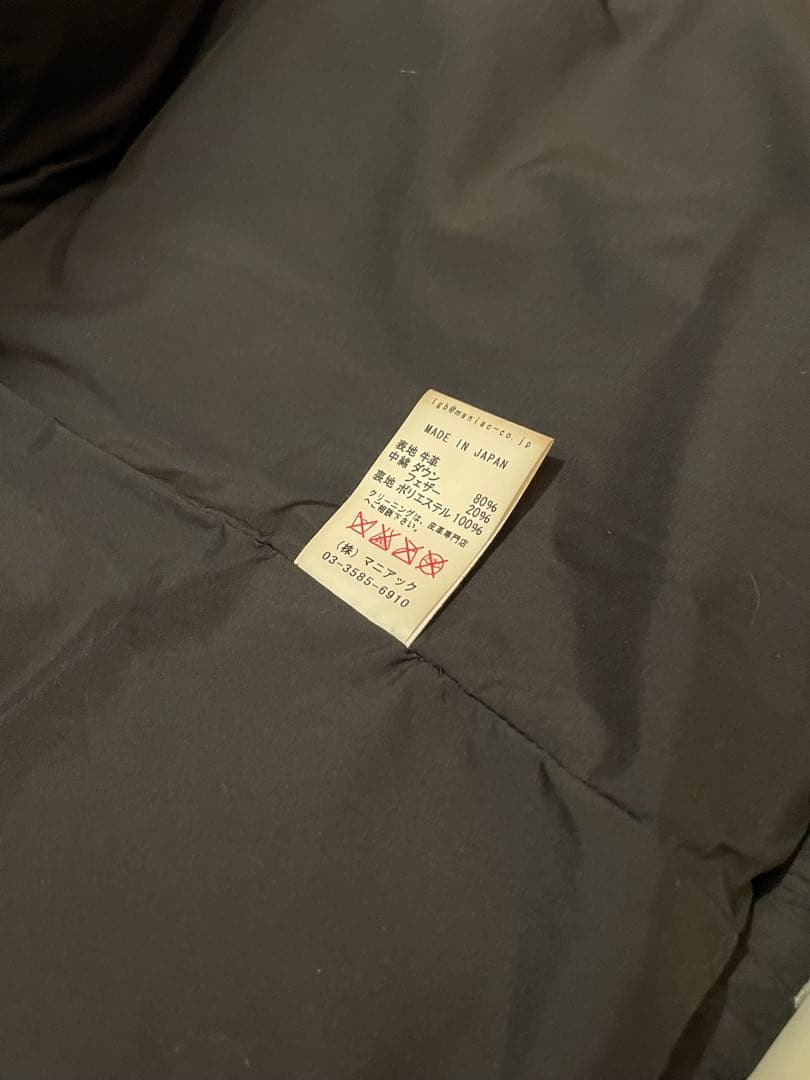 lgb@maniac-co.jp
MADE IN JAPAN
表地 牛革
中綿 ダウン 80%
フェザー 20%
裏地 ポリエステル 100%
クリーニングは、皮革専門店
へご相談下さい。
(株) マニアック
03-3585-6910